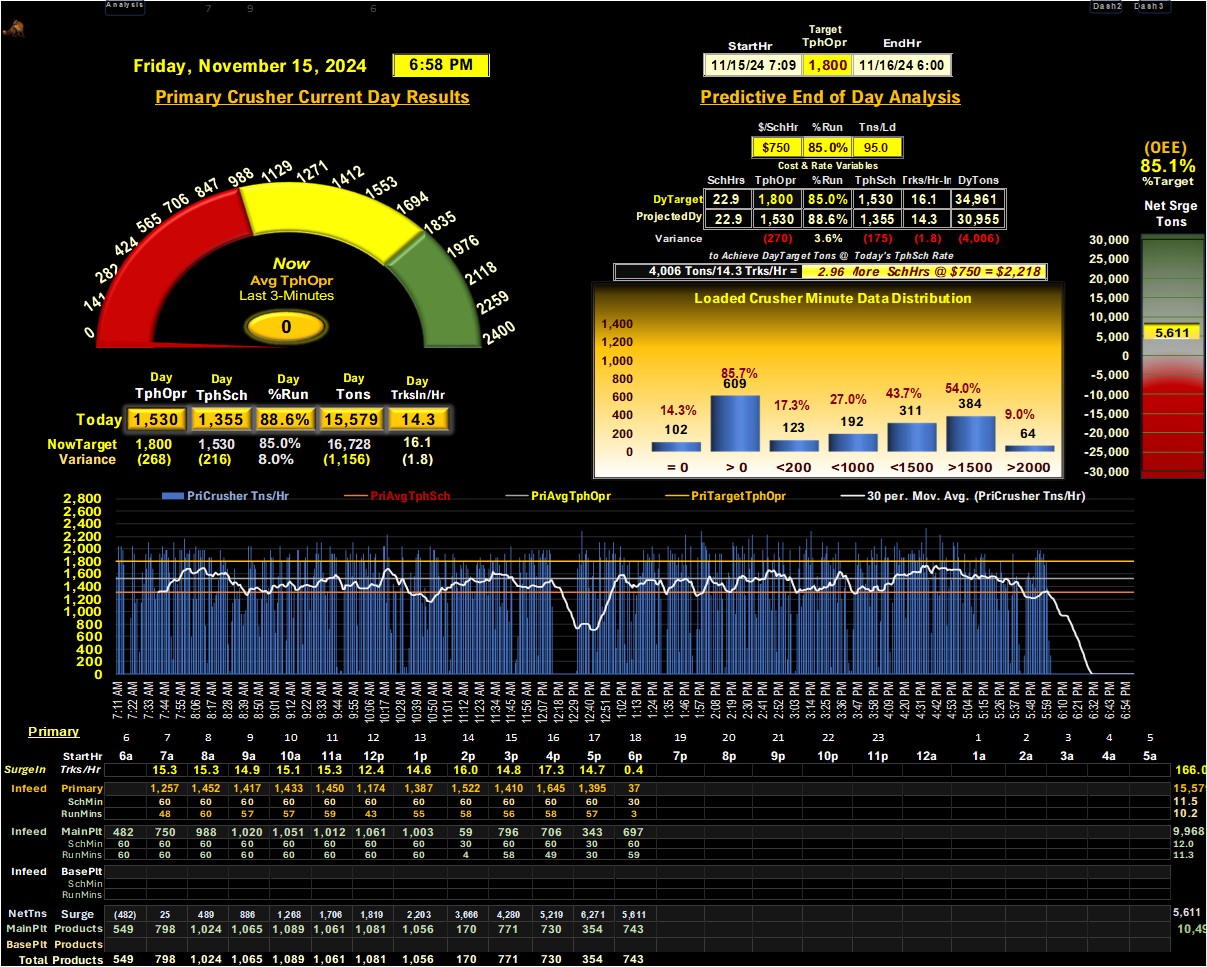 Analysis 7 9 6 Dash2 Dash3
Friday, November 15, 2024 6:58 PM
StartHr Target TphOpr EndHr
11/15/24 7:09 1,800 11/16/24 6:00
Primary Crusher Current Day Results
Predictive End of Day Analysis
$/SchHr %Run Tns/Ld
$750 85.0% 95.0
Cost & Rate Variables
SchHrs TphOpr %Run TphSch Trks/Hr-In DyTons
DyTarget 22.9 1,800 85.0% 1,530 16.1 34,961
ProjectedDy 22.9 1,530 88.6% 1,355 14.3 30,955
Variance (270) 3.6% (175) (1.8) (4,006)
to Achieve DayTarget Tons @ Today's TphSch Rate
4,006 Tons/14.3 Trks/Hr = 2.96 More SchHrs @ $750 = $2,218
(OEE)
85.1%
%Target
Net Srge
Tons
30,000
25,000
20,000
15,000
10,000
5,000
5,611
0
-5,000
-10,000
-15,000
-20,000
-25,000
-30,000
0 141 282 424 565 706 847 988 1129 1271 1412 1553 1694 1835 1976 2118 2259 2400
Now
Avg TphOpr
Last 3-Minutes
0
Day Day Day Day Day
TphOpr TphSch %Run Tons TrksIn/Hr
Today 1,530 1,355 88.6% 15,579 14.3
NowTarget 1,800 1,530 85.0% 16,728 16.1
Variance (268) (216) 8.0% (1,156) (1.8)
Loaded Crusher Minute Data Distribution
1,400
1,200
1,000
800
600
400
200
0
14.3% 85.7% 17.3% 27.0% 43.7% 54.0% 9.0%
102 609 123 192 311 384 64
= 0 > 0 <200 <1000 <1500 >1500 >2000
PriCrusher Tns/Hr PriAvgTphSch PriAvgTphOpr PriTargetTphOpr 30 per. Mov. Avg. (PriCrusher Tns/Hr)
2,800
2,600
2,400
2,200
2,000
1,800
1,600
1,400
1,200
1,000
800
600
400
200
0
7:11 AM 7:22 AM 7:33 AM 7:44 AM 7:55 AM 8:06 AM 8:17 AM 8:28 AM 8:39 AM 8:50 AM 9:01 AM 9:12 AM 9:22 AM 9:33 AM 9:44 AM 9:55 AM 10:06 AM 10:17 AM 10:28 AM 10:39 AM 10:50 AM 11:01 AM 11:12 AM 11:23 AM 11:34 AM 11:45 AM 11:56 AM 12:07 PM 12:18 PM 12:29 PM 12:40 PM 12:51 PM 1:02 PM 1:13 PM 1:24 PM 1:35 PM 1:46 PM 1:57 PM 2:08 PM 2:19 PM 2:30 PM 2:41 PM 2:52 PM 3:03 PM 3:14 PM 3:25 PM 3:36 PM 3:47 PM 3:58 PM 4:09 PM 4:20 PM 4:31 PM 4:42 PM 4:53 PM 5:04 PM 5:15 PM 5:26 PM 5:37 PM 5:48 PM 5:59 PM 6:10 PM 6:21 PM 6:32 PM 6:43 PM 6:54 PM
Primary 6 7 8 9 10 11 12 13 14 15 16 17 18 19 20 21 22 23 1 2 3 4 5
StartHr 6a 7a 8a 9a 10a 11a 12p 1p 2p 3p 4p 5p 6p 7p 8p 9p 10p 11p 12a 1a 2a 3a 4a 5a
SurgeIn Trks/Hr 15.3 15.3 14.9 15.1 15.3 12.4 14.6 16.0 14.8 17.3 14.7 0.4 166.0
Infeed Primary 1,257 1,452 1,417 1,433 1,450 1,174 1,387 1,522 1,410 1,645 1,395 37 15,57
SchMin 60 60 60 60 60 60 60 60 60 60 60 30 11.5
RunMins 48 60 57 57 59 43 55 58 56 58 57 3 10.2
Infeed MainPlt 482 750 988 1,020 1,051 1,012 1,061 1,003 59 796 706 343 697 9,968
SchMin 60 60 60 60 60 60 60 60 30 60 60 30 60 12.0
RunMins 60 60 60 60 60 60 60 60 4 58 49 30 59 11.3
Infeed BasePlt
SchMin
RunMins
NetTns Surge (482) 25 489 886 1,268 1,706 1,819 2,203 3,666 4,280 5,219 6,271 5,611 5,611
MainPlt Products 549 798 1,024 1,065 1,089 1,061 1,081 1,056 170 771 730 354 743 10,49
BasePlt Products
Total Products 549 798 1,024 1,065 1,089 1,061 1,081 1,056 170 771 730 354 743